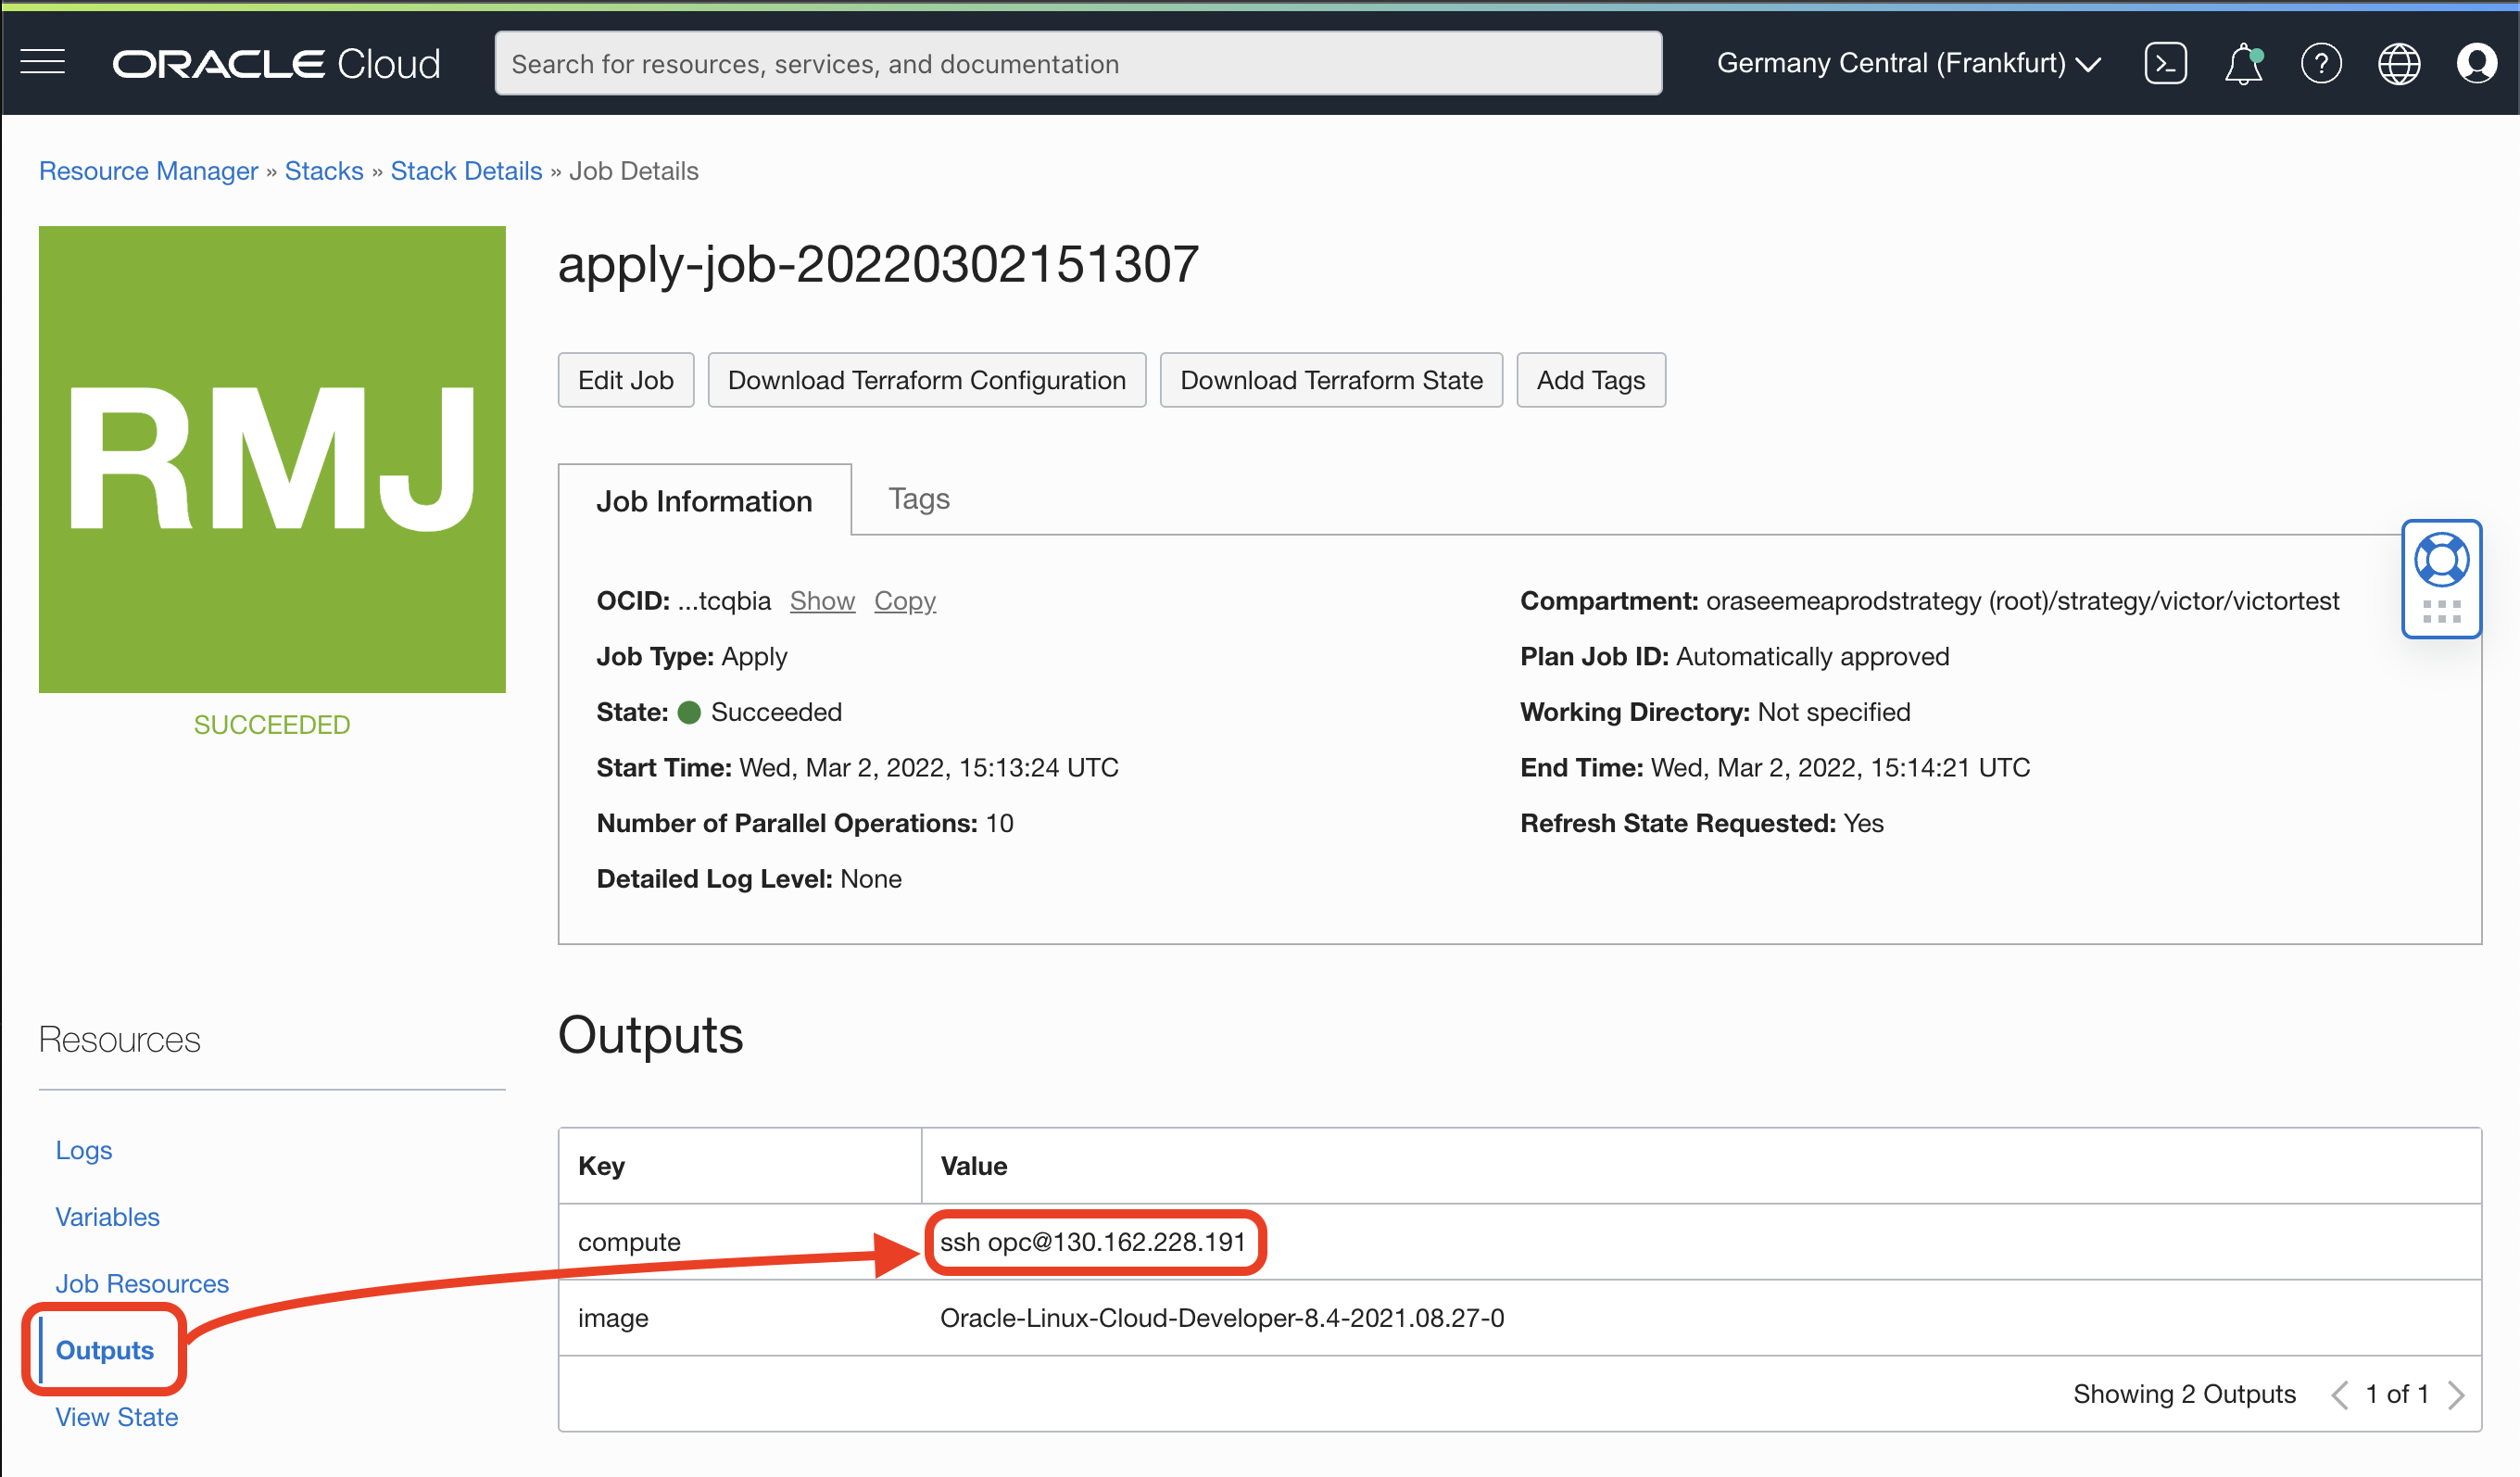 ORACLE Cloud
Search for resources, services, and documentation
Germany Central (Frankfurt)
Resource Manager » Stacks » Stack Details » Job Details
RMJ
SUCCEEDED
apply-job-20220302151307
Edit Job
Download Terraform Configuration
Download Terraform State
Add Tags
Job Information
Tags
OCID: ...tcqbia Show Copy
Compartment: oraseemeaprodstrategy (root)/strategy/victor/victortest
Job Type: Apply
Plan Job ID: Automatically approved
State: Succeeded
Working Directory: Not specified
Start Time: Wed, Mar 2, 2022, 15:13:24 UTC
End Time: Wed, Mar 2, 2022, 15:14:21 UTC
Number of Parallel Operations: 10
Refresh State Requested: Yes
Detailed Log Level: None
Resources
Logs
Variables
Job Resources
Outputs
View State
Outputs
Key Value
compute ssh opc@130.162.228.191
image Oracle-Linux-Cloud-Developer-8.4-2021.08.27-0
Showing 2 Outputs 1 of 1